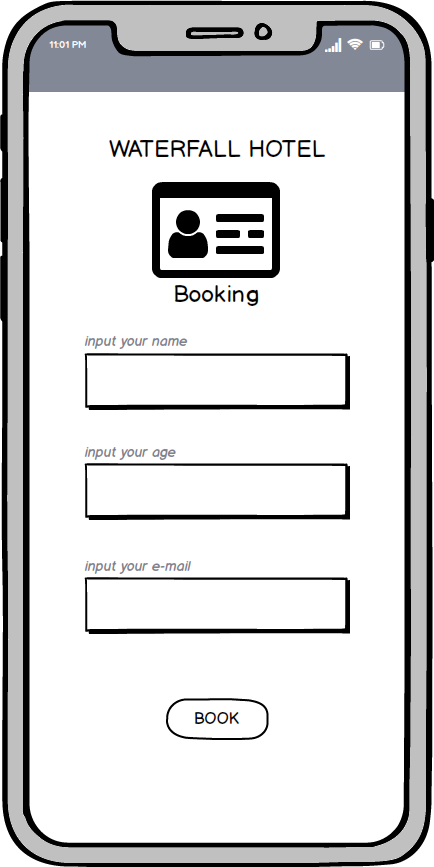 11:01 PM
WATERFALL HOTEL
Booking
input your name
input your age
input your e-mail
BOOK